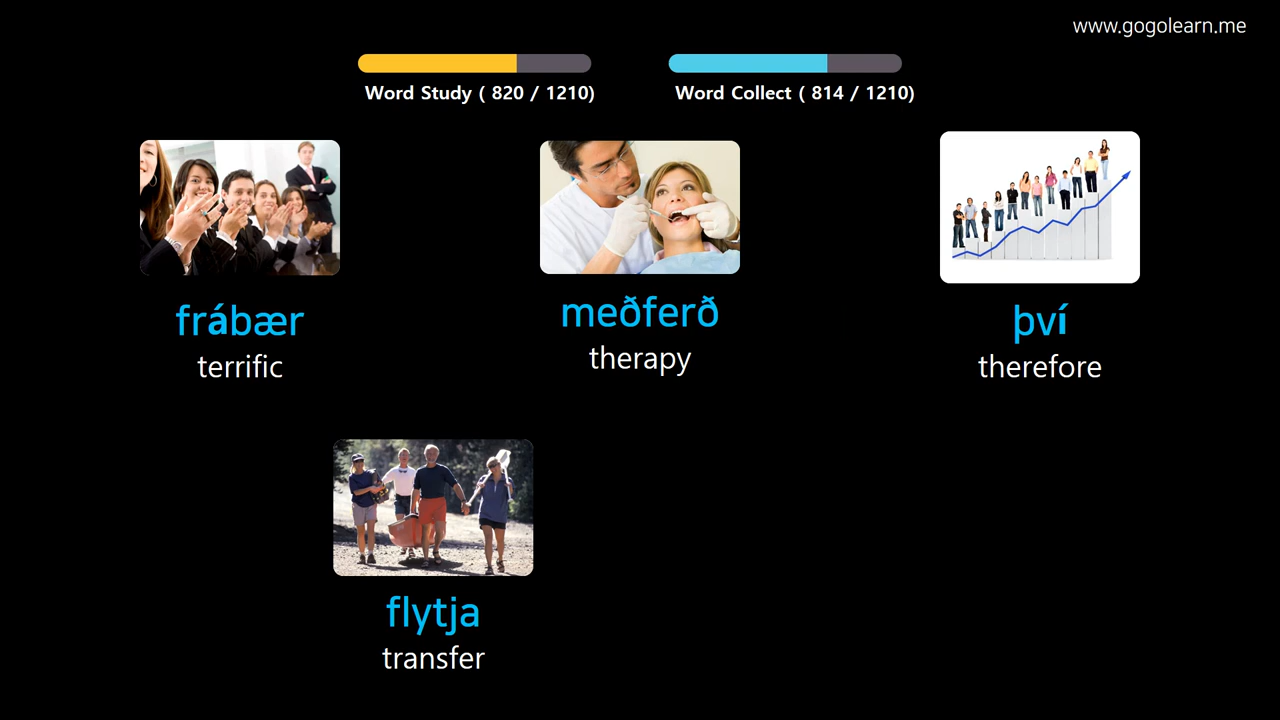 www.gogolearn.me
Word Study ( 820 / 1210)
Word Collect ( 814 / 1210)
frábær
terrific
meðferð
therapy
því
therefore
flytja
transfer